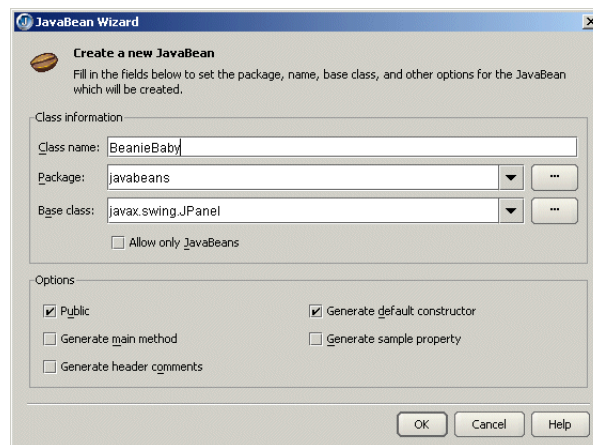 JavaBean Wizard
Create a new JavaBean
Fill in the fields below to set the package, name, base class, and other options for the JavaBean
which will be created.
Class information
Class name: BeanieBaby
Package: javabeans ...
Base class: javax.swing.JPanel ...
Allow only JavaBeans
Options
Public Generate default constructor
Generate main method Generate sample property
Generate header comments
OK Cancel Help